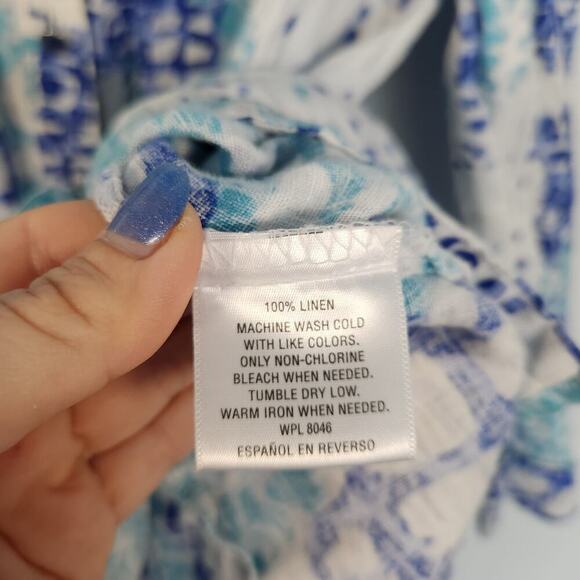 100% LINEN
MACHINE WASH COLD
WITH LIKE COLORS.
ONLY NON-CHLORINE
BLEACH WHEN NEEDED.
TUMBLE DRY LOW.
WARM IRON WHEN NEEDED.
WPL 8046
ESPAÑOL EN REVERSO